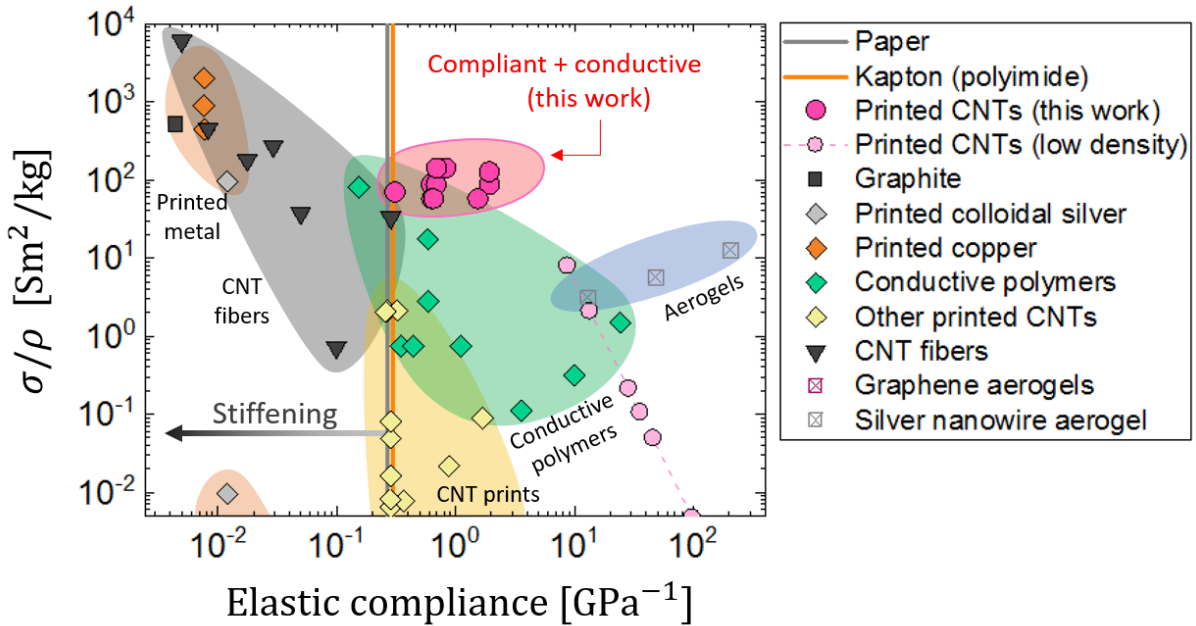 10⁴
10³
10²
10¹
10⁰
10⁻¹
10⁻²
σ/ρ [Sm²/kg]
Compliant + conductive
(this work)
Printed
metal
CNT
fibers
Aerogels
Stiffening
Conductive
polymers
CNT prints
10⁻² 10⁻¹ 10⁰ 10¹ 10²
Elastic compliance [GPa⁻¹]
Paper
Kapton (polyimide)
Printed CNTs (this work)
Printed CNTs (low density)
Graphite
Printed colloidal silver
Printed copper
Conductive polymers
Other printed CNTs
CNT fibers
Graphene aerogels
Silver nanowire aerogel